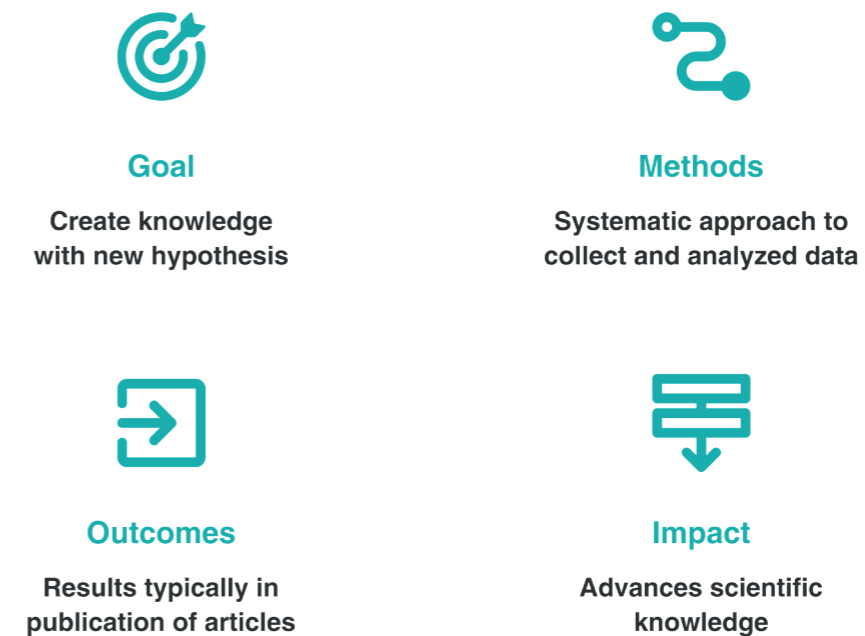 Goal
Create knowledge
with new hypothesis
Methods
Systematic approach to
collect and analyzed data
Outcomes
Results typically in
publication of articles
Impact
Advances scientific
knowledge